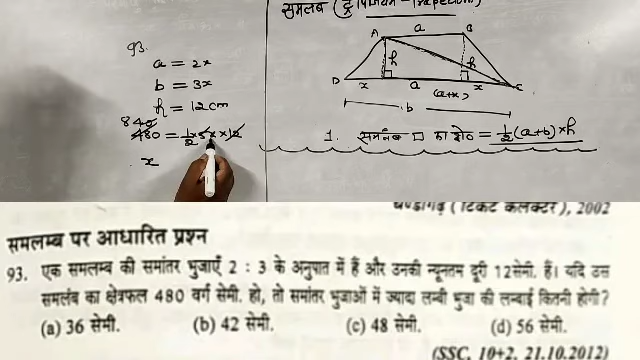 समलंब (ट्रेपिजियम - Trapezium)
93.
a = 2x
b = 3x
h = 12cm
840
480 = 1/2 x 5x x 12
x
A a B
h h
D x a x C
(a+x)
b
1. समलंब □ का क्षे० = 1/2 (a+b) × h
चण्डीगढ़ (टिकट कलक्टर), 2002
समलम्ब पर आधारित प्रश्न
93. एक समलम्ब की समांतर भुजाएँ 2 : 3 के अनुपात में हैं और उनकी न्यूनतम दूरी 12सेमी. है। यदि उस
समलंब का क्षेत्रफल 480 वर्ग सेमी. हो, तो समांतर भुजाओं में ज्यादा लम्बी भुजा की लम्बाई कितनी होगी?
(a) 36 सेमी. (b) 42 सेमी. (c) 48 सेमी. (d) 56 सेमी.
(SSC, 10+2, 21.10.2012)